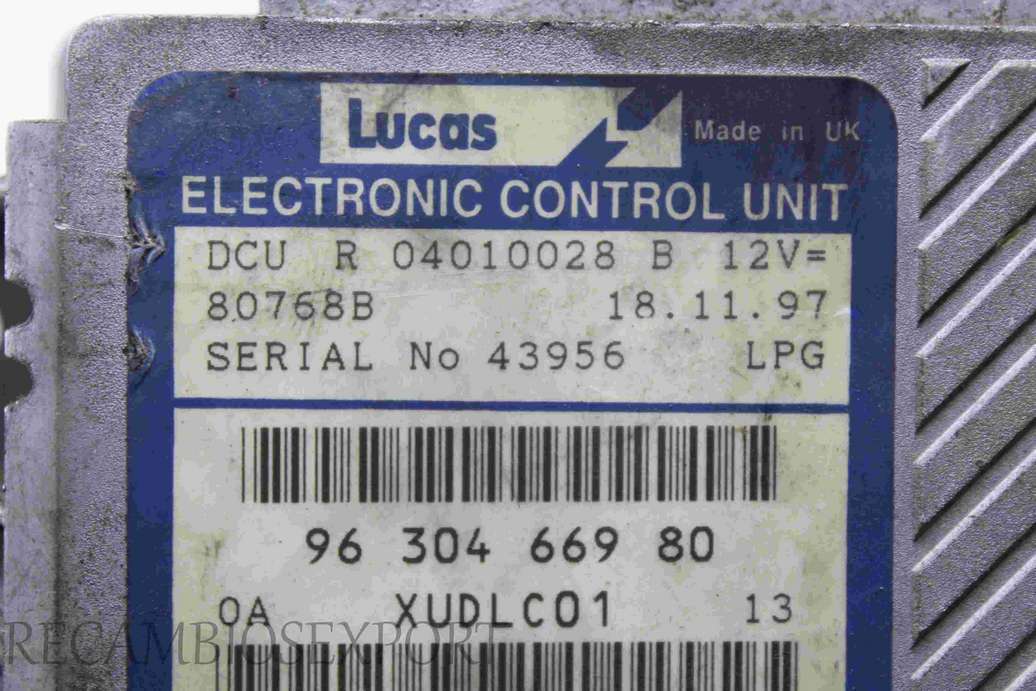 Lucas
Made in UK
ELECTRONIC CONTROL UNIT
DCU R 04010028 B 12V=
80768B 18.11.97
SERIAL No 43956 LPG
96 304 669 80
0A XUDLC01 13
RECAMBIOSEXPORT